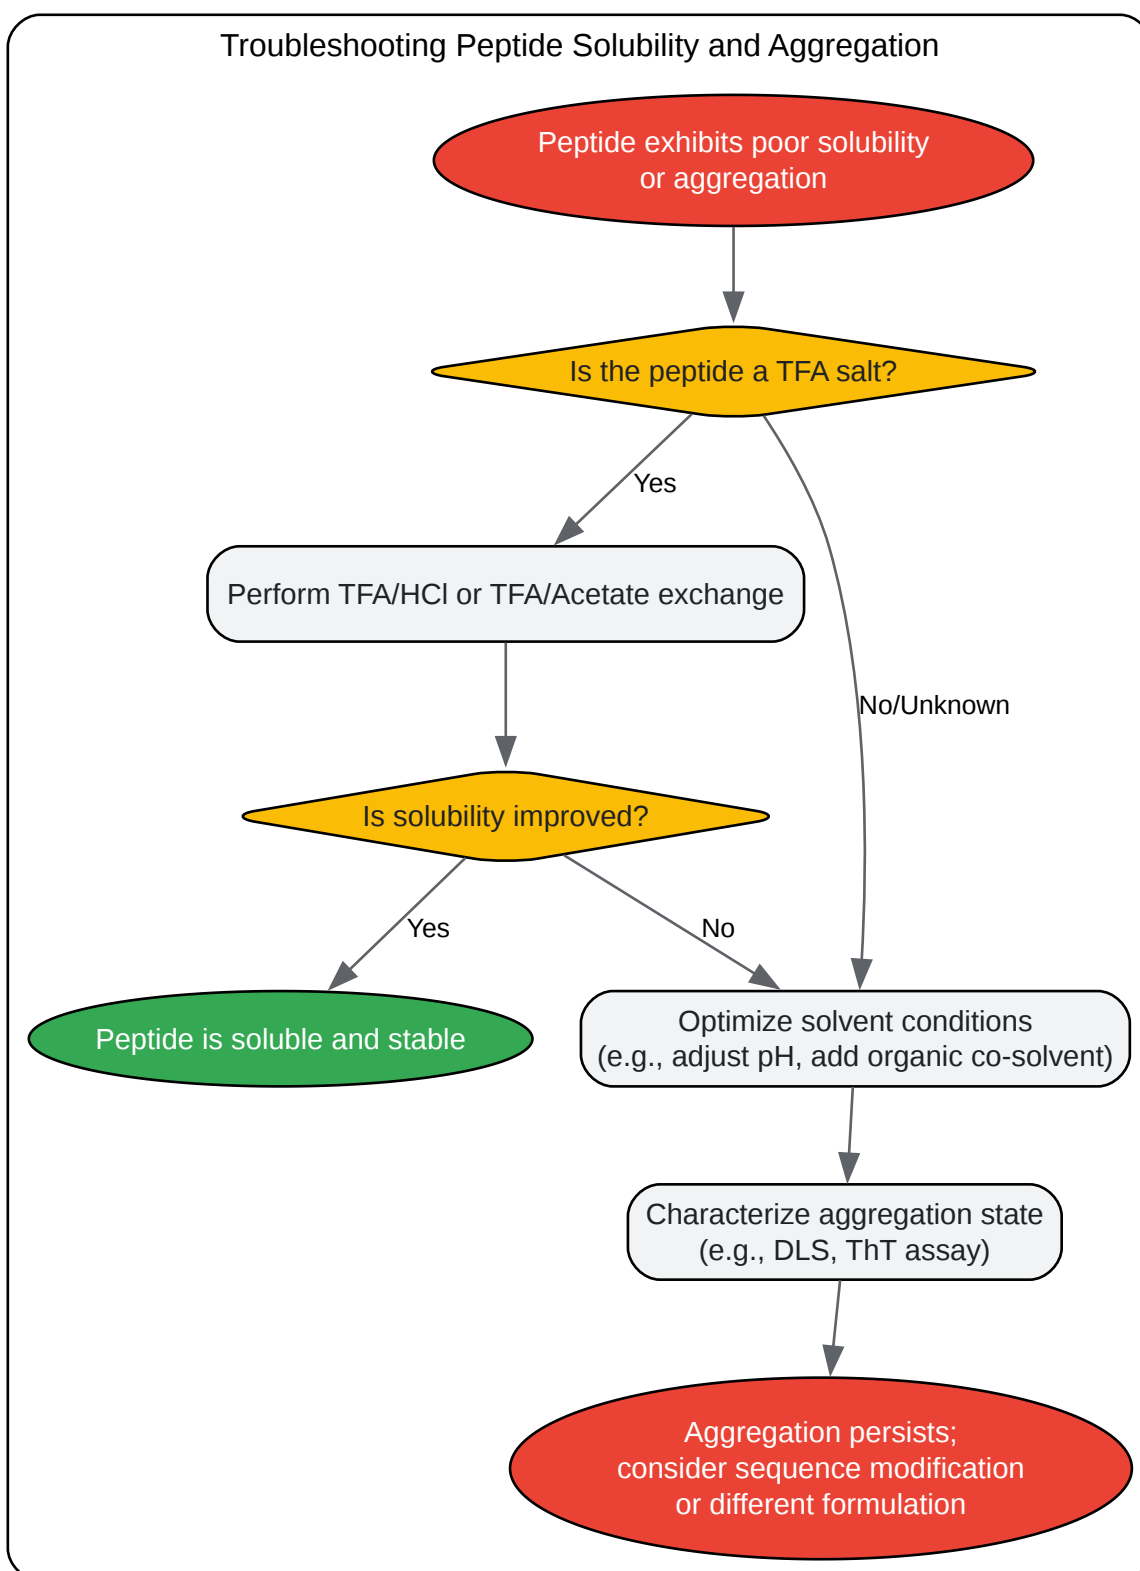 Troubleshooting Peptide Solubility and Aggregation
Peptide exhibits poor solubility
or aggregation
Is the peptide a TFA salt?
Yes
Perform TFA/HCl or TFA/Acetate exchange
No/Unknown
Is solubility improved?
Yes
No
Peptide is soluble and stable
Optimize solvent conditions
(e.g., adjust pH, add organic co-solvent)
Characterize aggregation state
(e.g., DLS, ThT assay)
Aggregation persists;
consider sequence modification
or different formulation